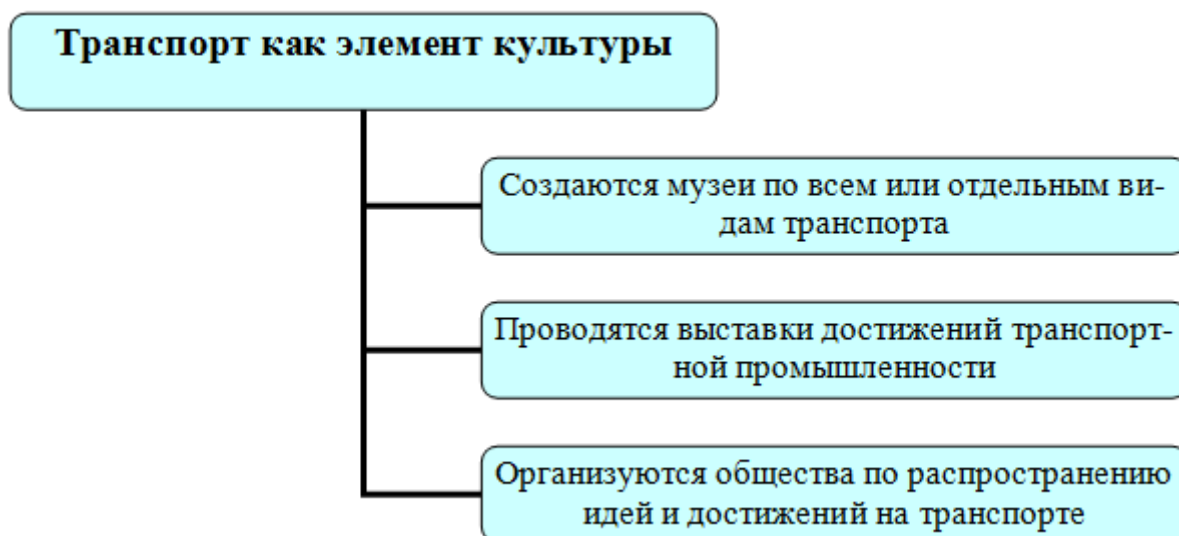 Транспорт как элемент культуры
Создаются музеи по всем или отдельным ви-
дам транспорта
Проводятся выставки достижений транспорт-
ной промышленности
Организуются общества по распространению
идей и достижений на транспорте